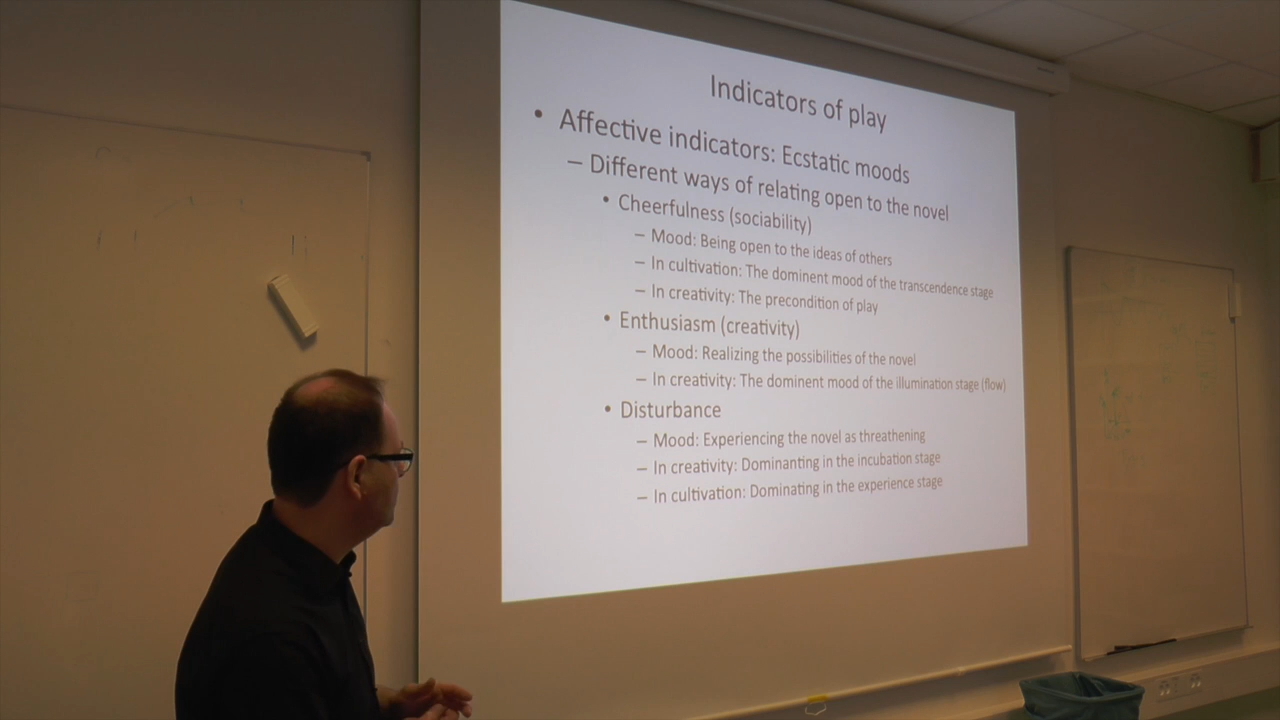 Indicators of play
• Affective indicators: Ecstatic moods
– Different ways of relating open to the novel
• Cheerfulness (sociability)
– Mood: Being open to the ideas of others
– In cultivation: The dominent mood of the transcendence stage
– In creativity: The precondition of play
• Enthusiasm (creativity)
– Mood: Realizing the possibilities of the novel
– In creativity: The dominent mood of the illumination stage (flow)
• Disturbance
– Mood: Experiencing the novel as threathening
– In creativity: Dominanting in the incubation stage
– In cultivation: Dominating in the experience stage